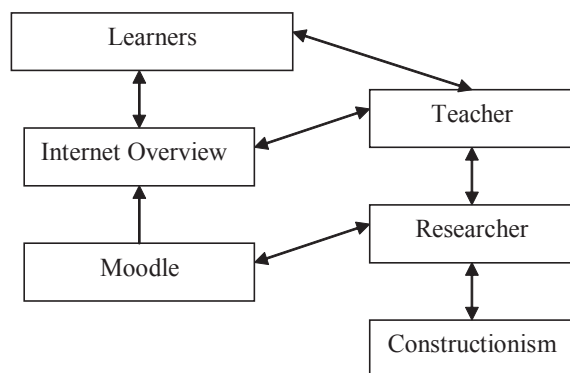 Learners
Teacher
Internet Overview
Researcher
Moodle
Constructionism